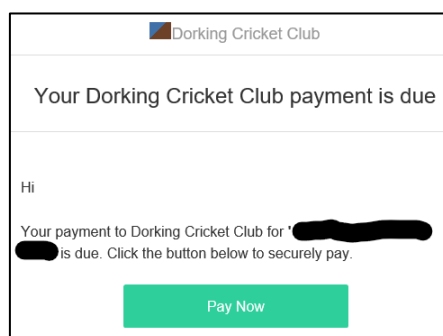 Dorking Cricket Club
Your Dorking Cricket Club payment is due
Hi
Your payment to Dorking Cricket Club for '
is due. Click the button below to securely pay.
Pay Now